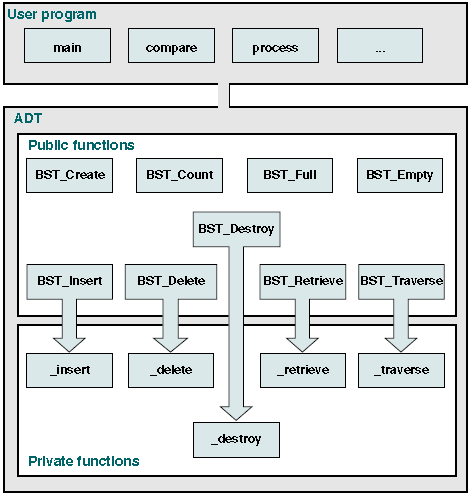 User program
main compare process ...
ADT
Public functions
BST_Create BST_Count BST_Full BST_Empty
BST_Destroy
BST_Insert BST_Delete BST_Retrieve BST_Traverse
_insert _delete _retrieve _traverse
_destroy
Private functions